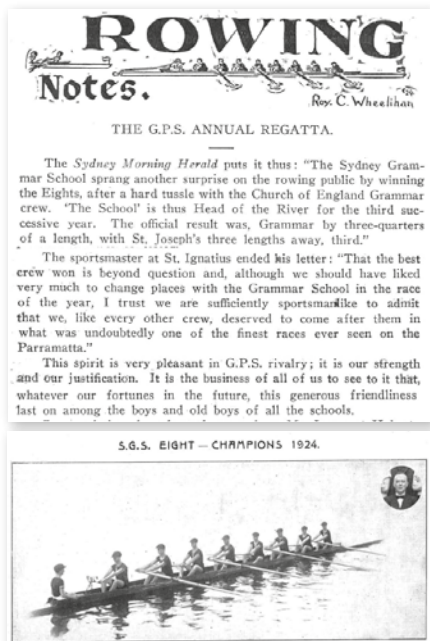 ROWING
Notes.
Roy. C. Wheelihan
THE G.P.S. ANNUAL REGATTA.
The Sydney Morning Herald puts it thus: "The Sydney Gram-
mar School sprang another surprise on the rowing public by winning
the Eights, after a hard tussle with the Church of England Grammar
crew. 'The School' is thus Head of the River for the third suc-
cessive year. The official result was, Grammar by three-quarters
of a length, with St. Joseph's three lengths away, third."
The sportsmaster at St. Ignatius ended his letter: "That the best
crew won is beyond question and, although we should have liked
very much to change places with the Grammar School in the race
of the year, I trust we are sufficiently sportsmanlike to admit
that we, like every other crew, deserved to come after them in
what was undoubtedly one of the finest races ever seen on the
Parramatta."
This spirit is very pleasant in G.P.S. rivalry; it is our strength
and our justification. It is the business of all of us to see to it that,
whatever our fortunes in the future, this generous friendliness
last on among the boys and old boys of all the schools.
S.G.S. EIGHT — CHAMPIONS 1924.